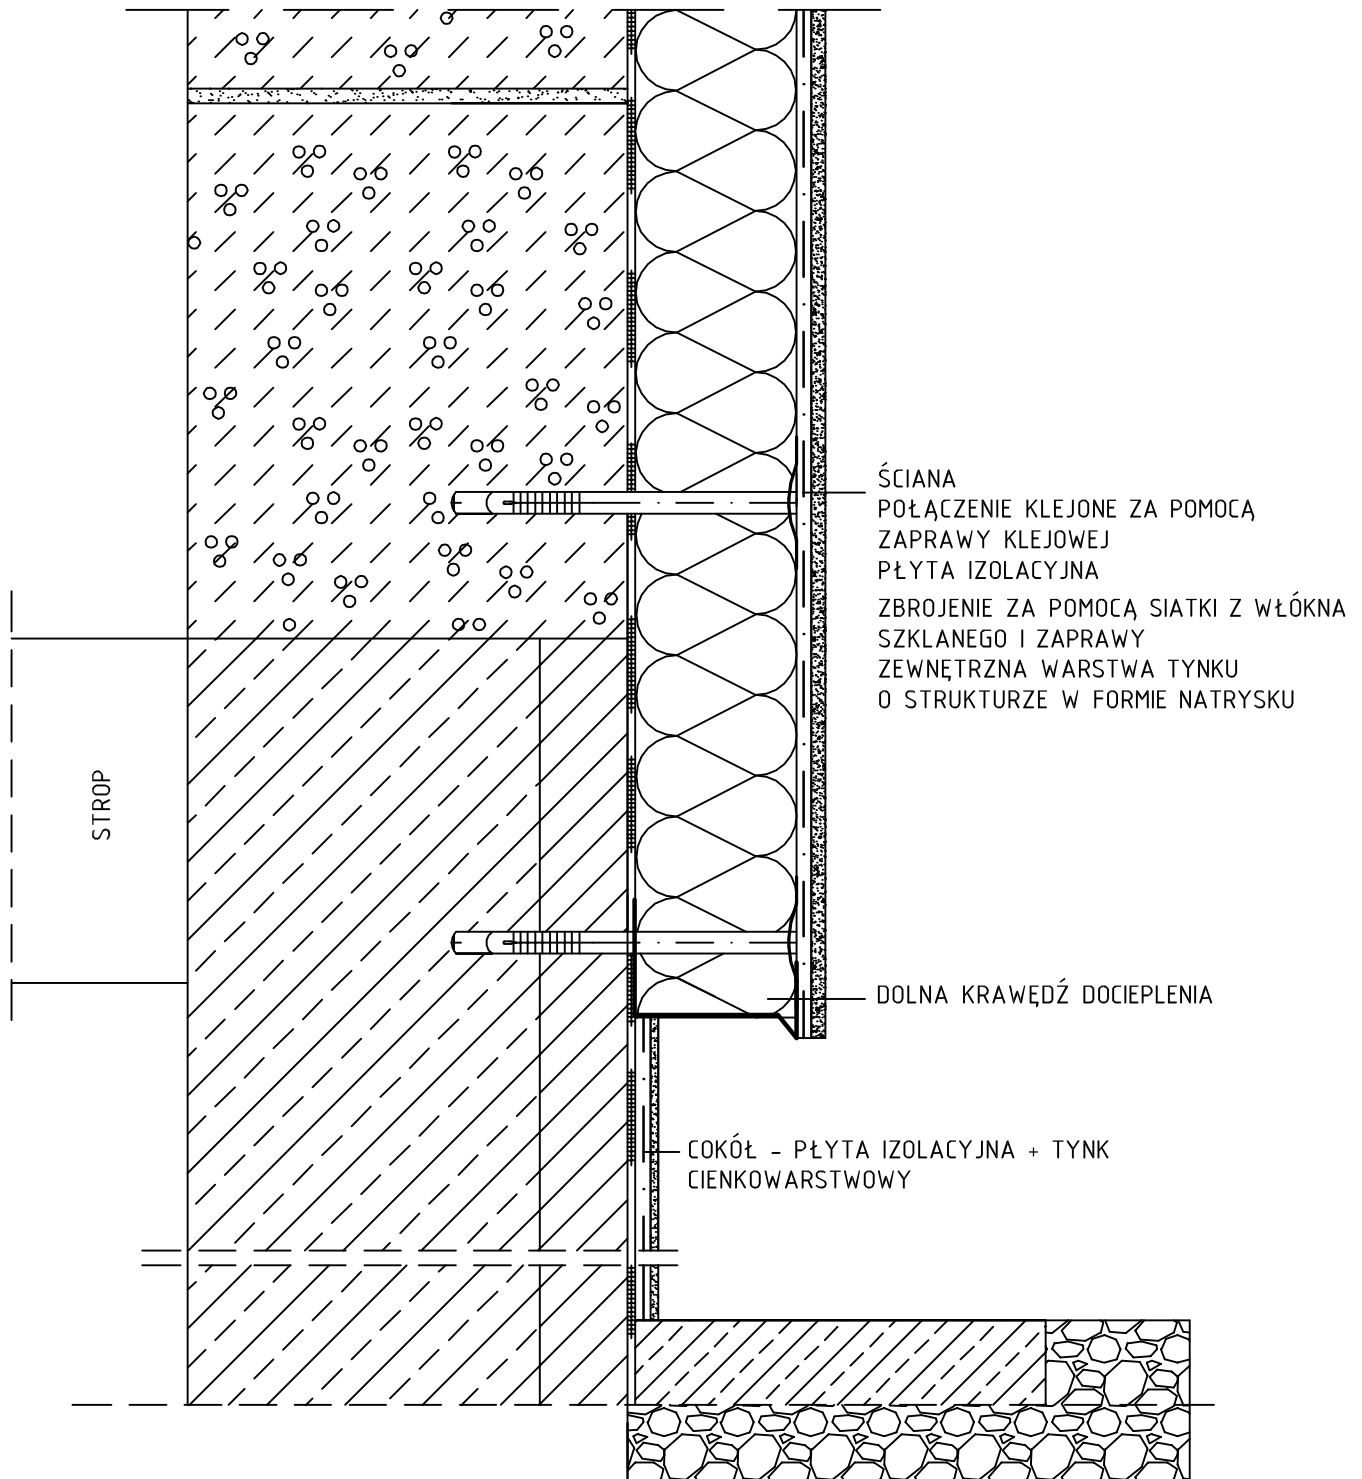 ŚCIANA
POŁĄCZENIE KLEJONE ZA POMOCĄ
ZAPRAWY KLEJOWEJ
PŁYTA IZOLACYJNA
ZBROJENIE ZA POMOCĄ SIATKI Z WŁÓKNA
SZKLANEGO I ZAPRAWY
ZEWNĘTRZNA WARSTWA TYNKU
O STRUKTURZE W FORMIE NATRYSKU
STROP
DOLNA KRAWĘDŹ DOCIEPLENIA
COKÓŁ - PŁYTA IZOLACYJNA + TYNK
CIENKOWARSTWOWY